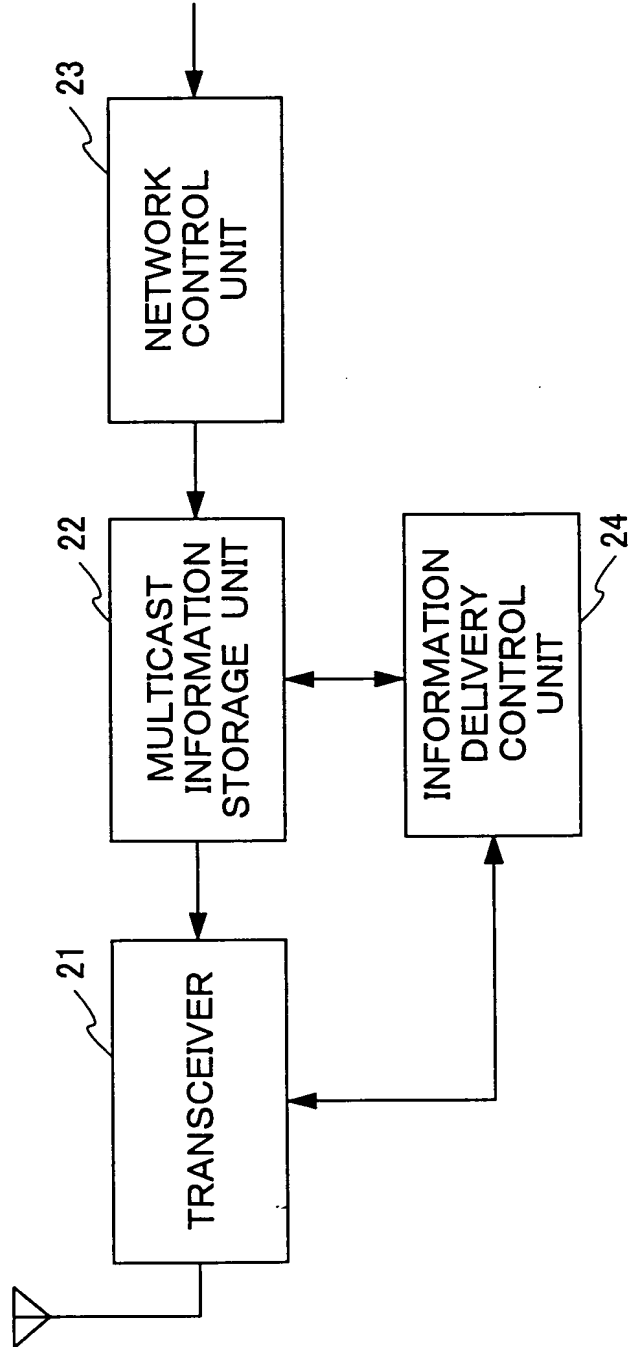 21
TRANSCEIVER
22
MULTICAST
INFORMATION
STORAGE UNIT
23
NETWORK
CONTROL
UNIT
INFORMATION
DELIVERY
CONTROL
UNIT
24